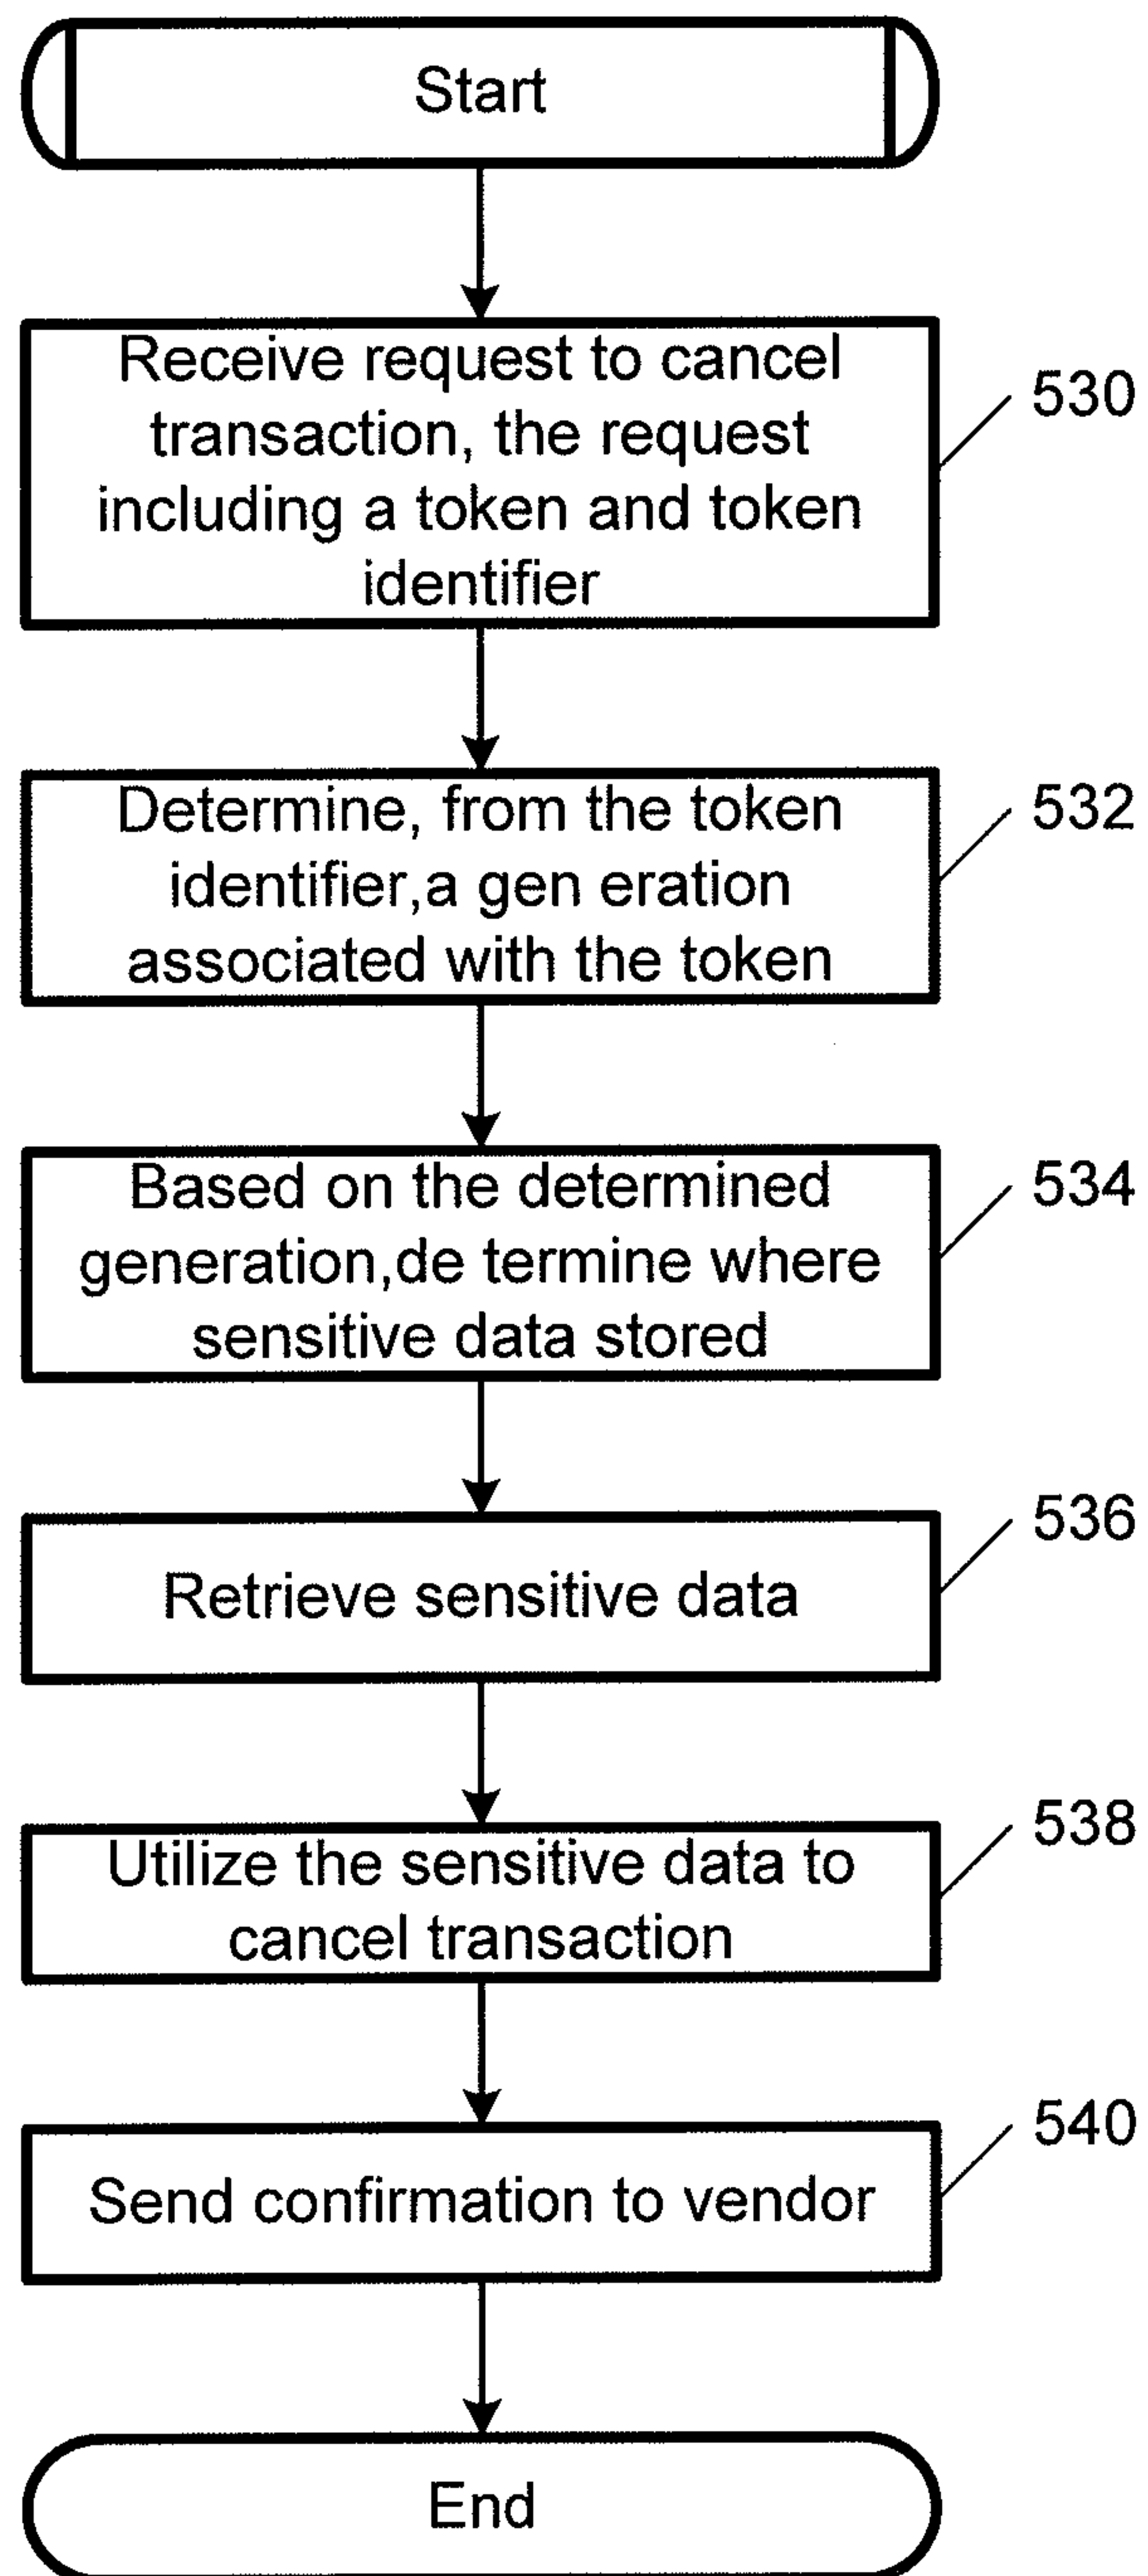 Start
Receive request to cancel
transaction, the request
including a token and token
identifier
530
Determine, from the token
identifier,a gen eration
associated with the token
532
Based on the determined
generation,de termine where
sensitive data stored
534
Retrieve sensitive data
536
Utilize the sensitive data to
cancel transaction
538
Send confirmation to vendor
540
End